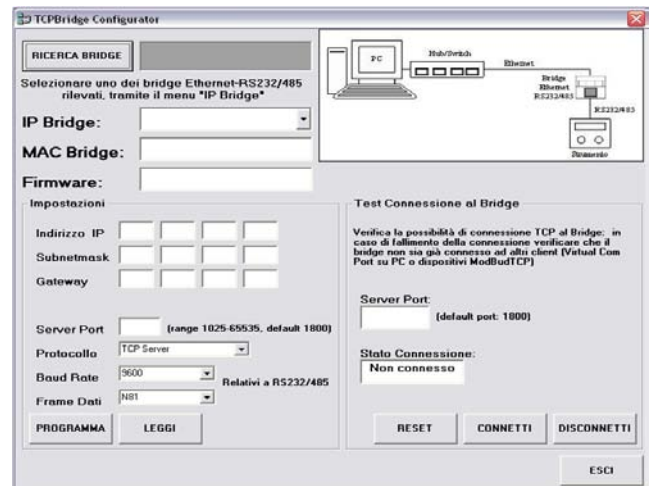 TCPBridge Configurator
RICERCA BRIDGE
Selezionare uno dei bridge Ethernet-RS232/485
rilevati, tramite il menu "IP Bridge"
IP Bridge:
MAC Bridge:
Firmware:
PC
Hub/Switch
Ethernet
Bridge
Ethernet
RS232/485
RS232/485
Strumento
Impostazioni
Indirizzo IP
Subnetmask
Gateway
Server Port
(range 1025-65535, default 1800)
Protocollo
TCP Server
Baud Rate
9600
Relativi a RS232/485
Frame Dati
N81
PROGRAMMA
LEGGI
Test Connessione al Bridge
Verifica la possibilità di connessione TCP al Bridge: in
caso di fallimento della connessione verificare che il
bridge non sia già connesso ad altri client (Virtual Com
Port su PC o dispositivi ModBudTCP)
Server Port:
(default port: 1800)
Stato Connessione:
Non connesso
RESET
CONNETTI
DISCONNETTI
ESCI